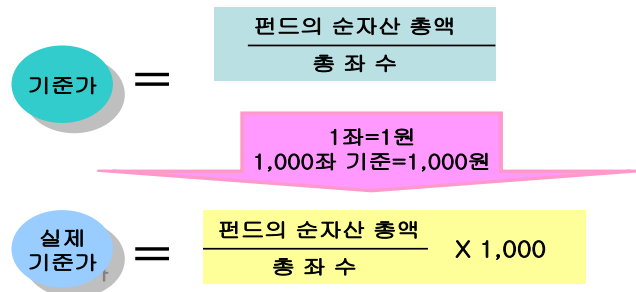 펀드의 순자산 총액
총 좌 수
기준가
=
1좌=1원
1,000좌 기준=1,000원
실제
기준가
=
펀드의 순자산 총액
총 좌 수
X 1,000